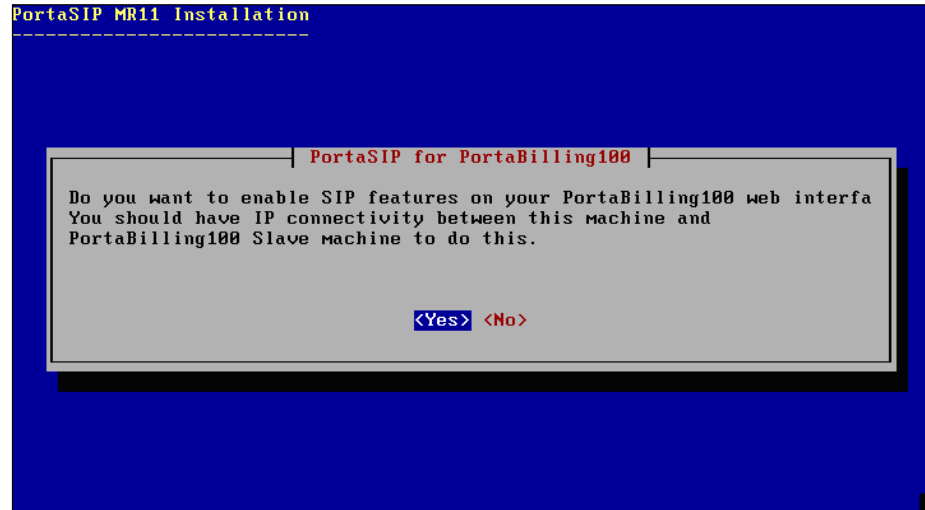 PortaSIP MR11 Installation
--------------------------
PortaSIP for PortaBilling100
Do you want to enable SIP features on your PortaBilling100 web interfa
You should have IP connectivity between this machine and
PortaBilling100 Slave machine to do this.
<Yes> <No>